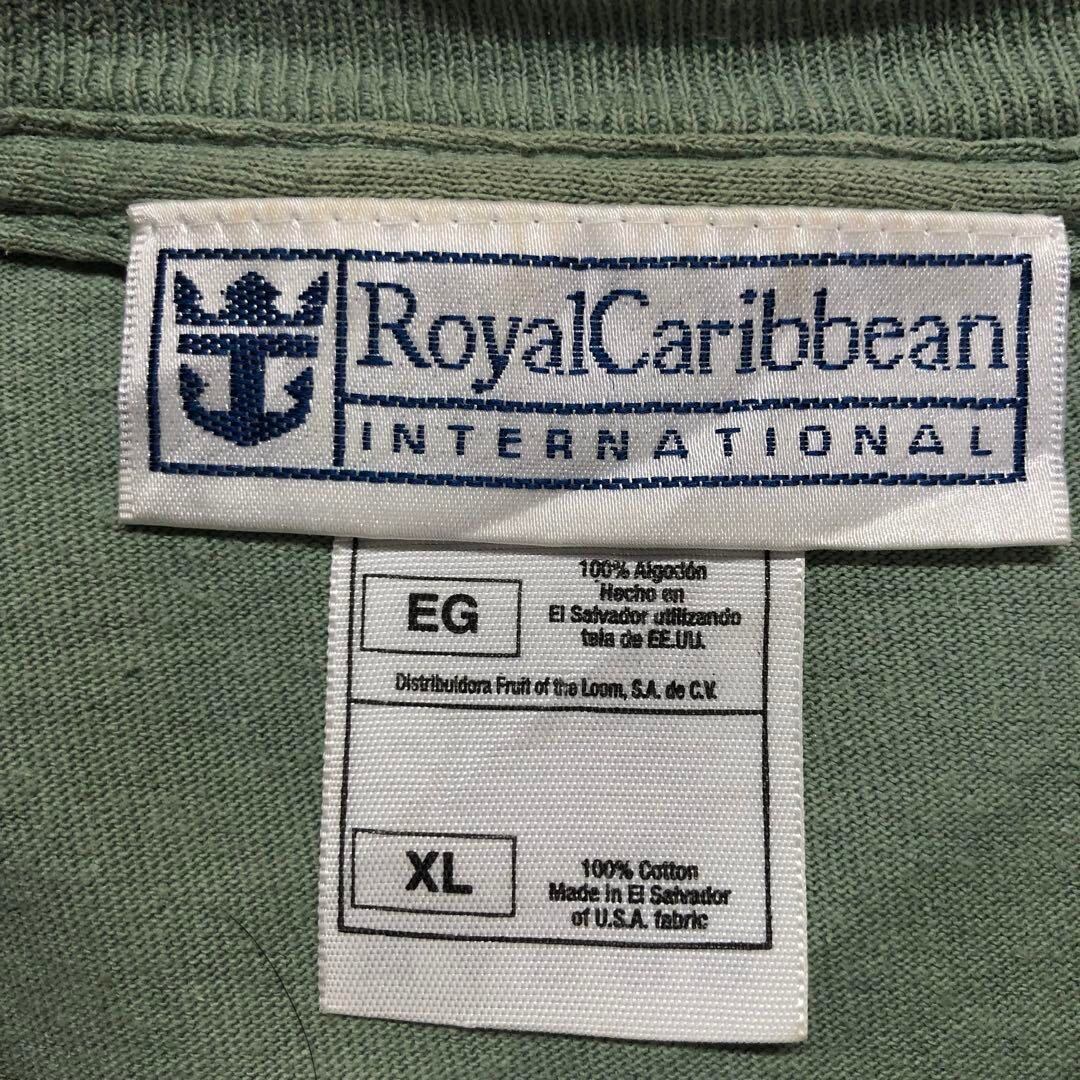 RoyalCaribbean
INTERNATIONAL
EG
100% Algodón
Hecho en
El Salvador utilizando
tela de EE.UU.
Distribuidora Fruit of the Loom, S.A. de C.V.
XL
100% Cotton
Made in El Salvador
of U.S.A. fabric